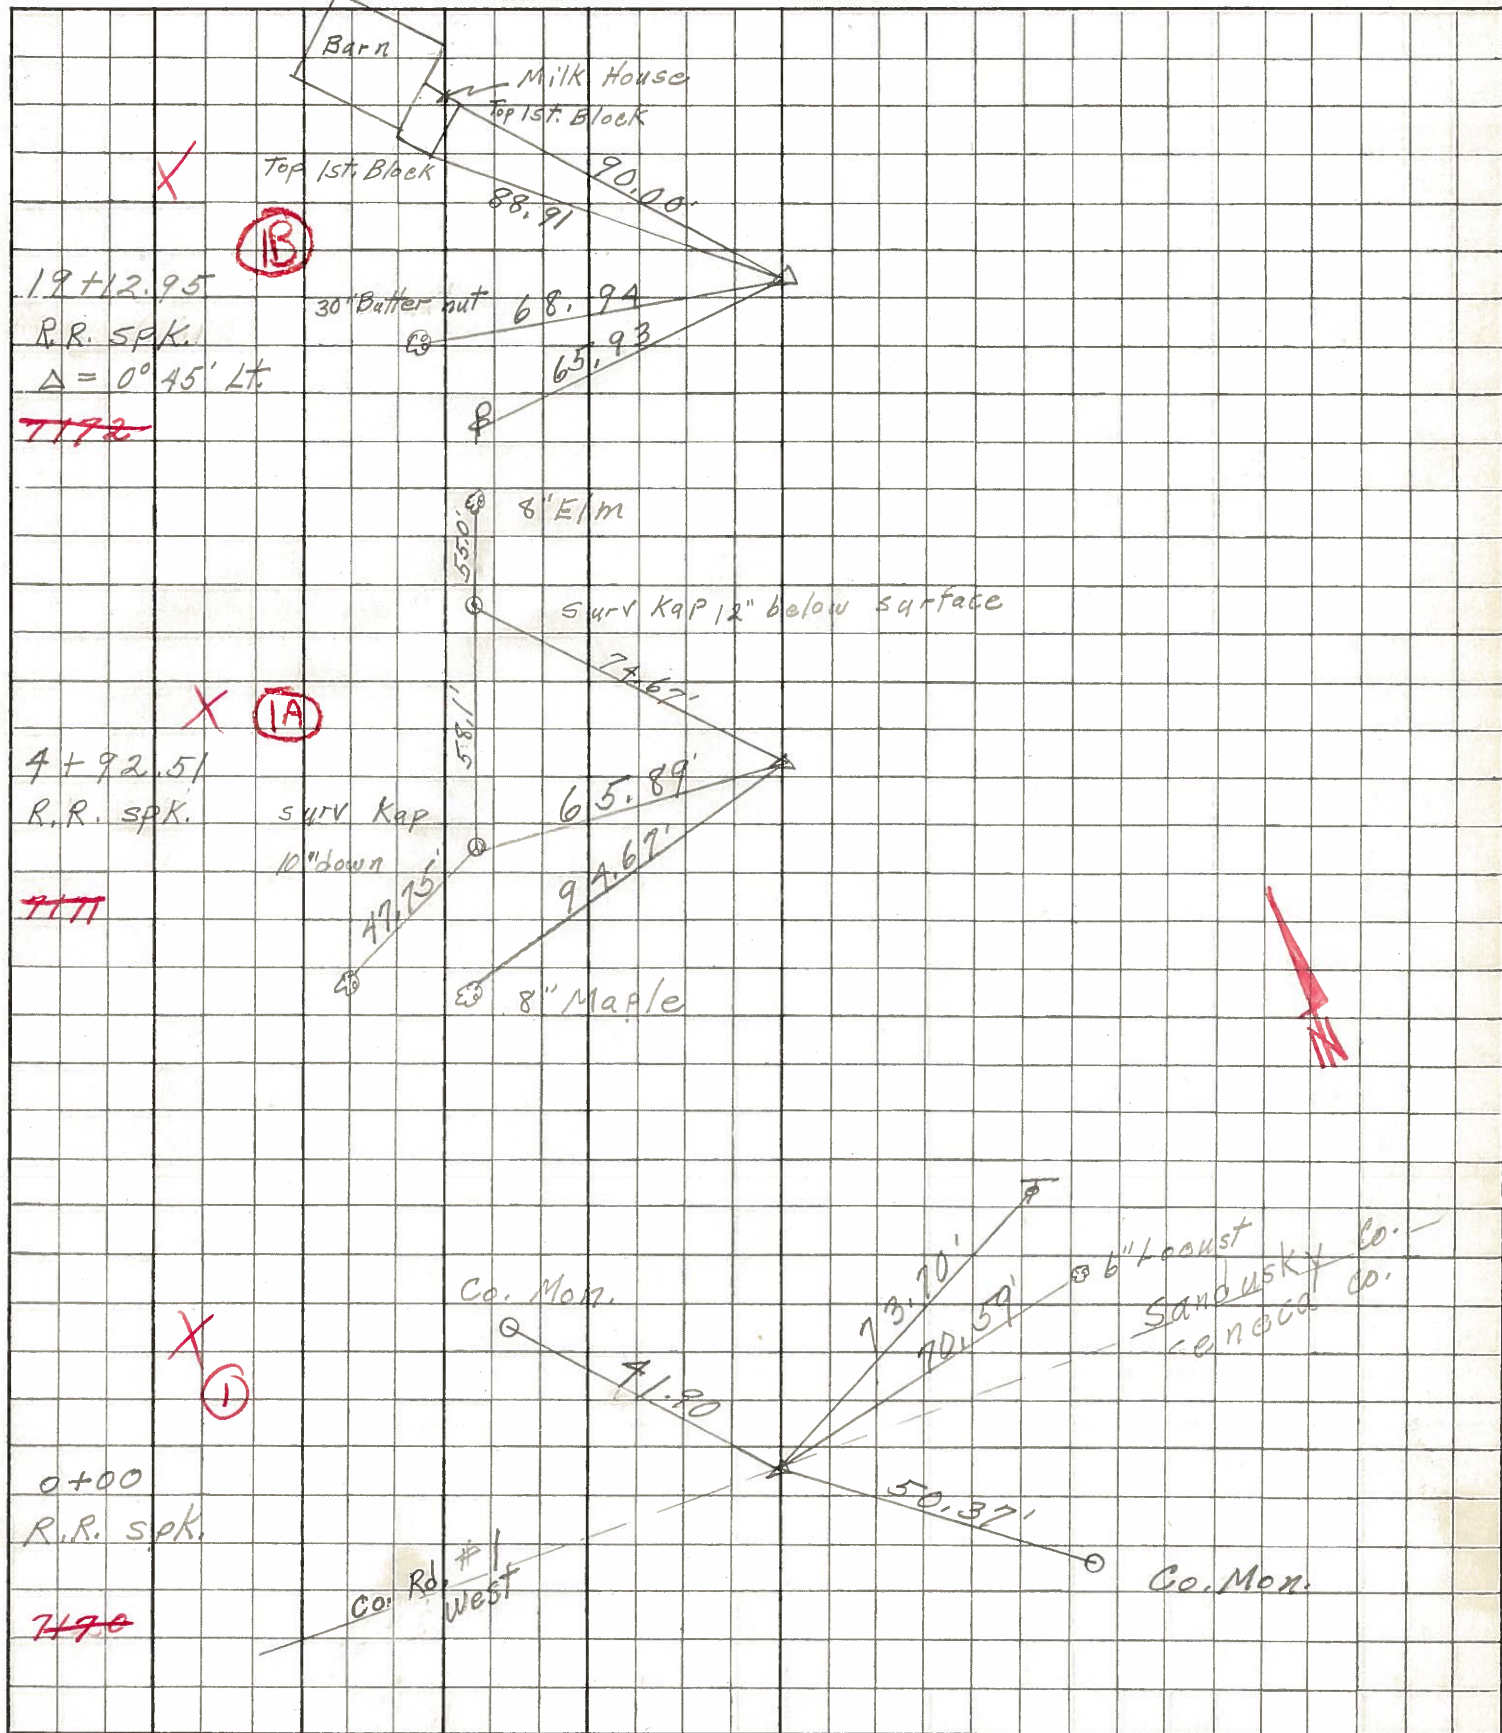 Barn
Milk House
Top 1st. Block
Top 1st. Block
90.00'
88.91
1B
19+12.95
R.R. spk.
Δ = 0° 45' Lt.
7172
30" Butter nut
68.94
65.93
8" Elm
55.0'
Surv Kap 12" below surface
74.67'
58.1'
1A
4+92.51
R.R. spk.
7171
surv Kap
10" down
65.89'
94.67'
47.75'
8" Maple
N
73.70'
6" Locust
70.59'
Sandusky Co.
Seneca Co.
Co. Mon.
41.90
1
0+00
R.R. spk.
7170
50.37'
Co. Mon.
Co. Rd. #1
West